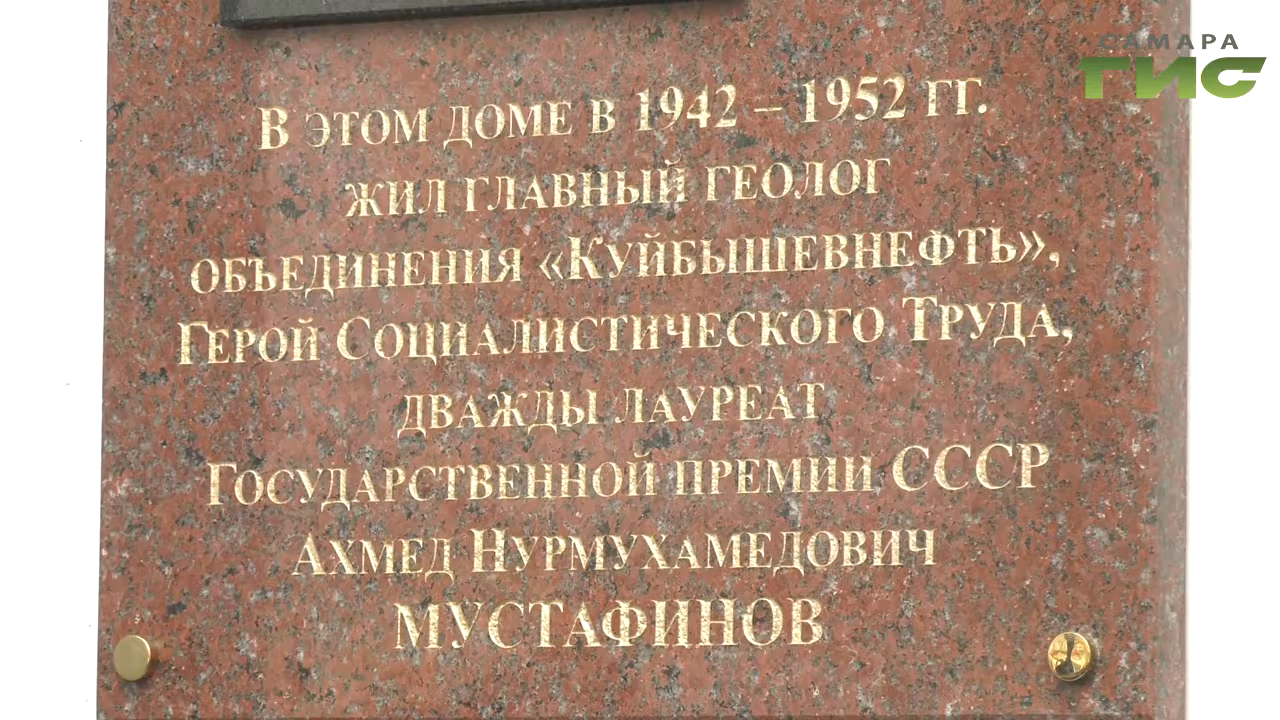 САМАРА
ГИС
В ЭТОМ ДОМЕ В 1942 – 1952 ГГ.
ЖИЛ ГЛАВНЫЙ ГЕОЛОГ
ОБЪЕДИНЕНИЯ «КУЙБЫШЕВНЕФТЬ»,
ГЕРОЙ СОЦИАЛИСТИЧЕСКОГО ТРУДА,
ДВАЖДЫ ЛАУРЕАТ
ГОСУДАРСТВЕННОЙ ПРЕМИИ СССР
АХМЕД НУРМУХАМЕДОВИЧ
МУСТАФИНОВ